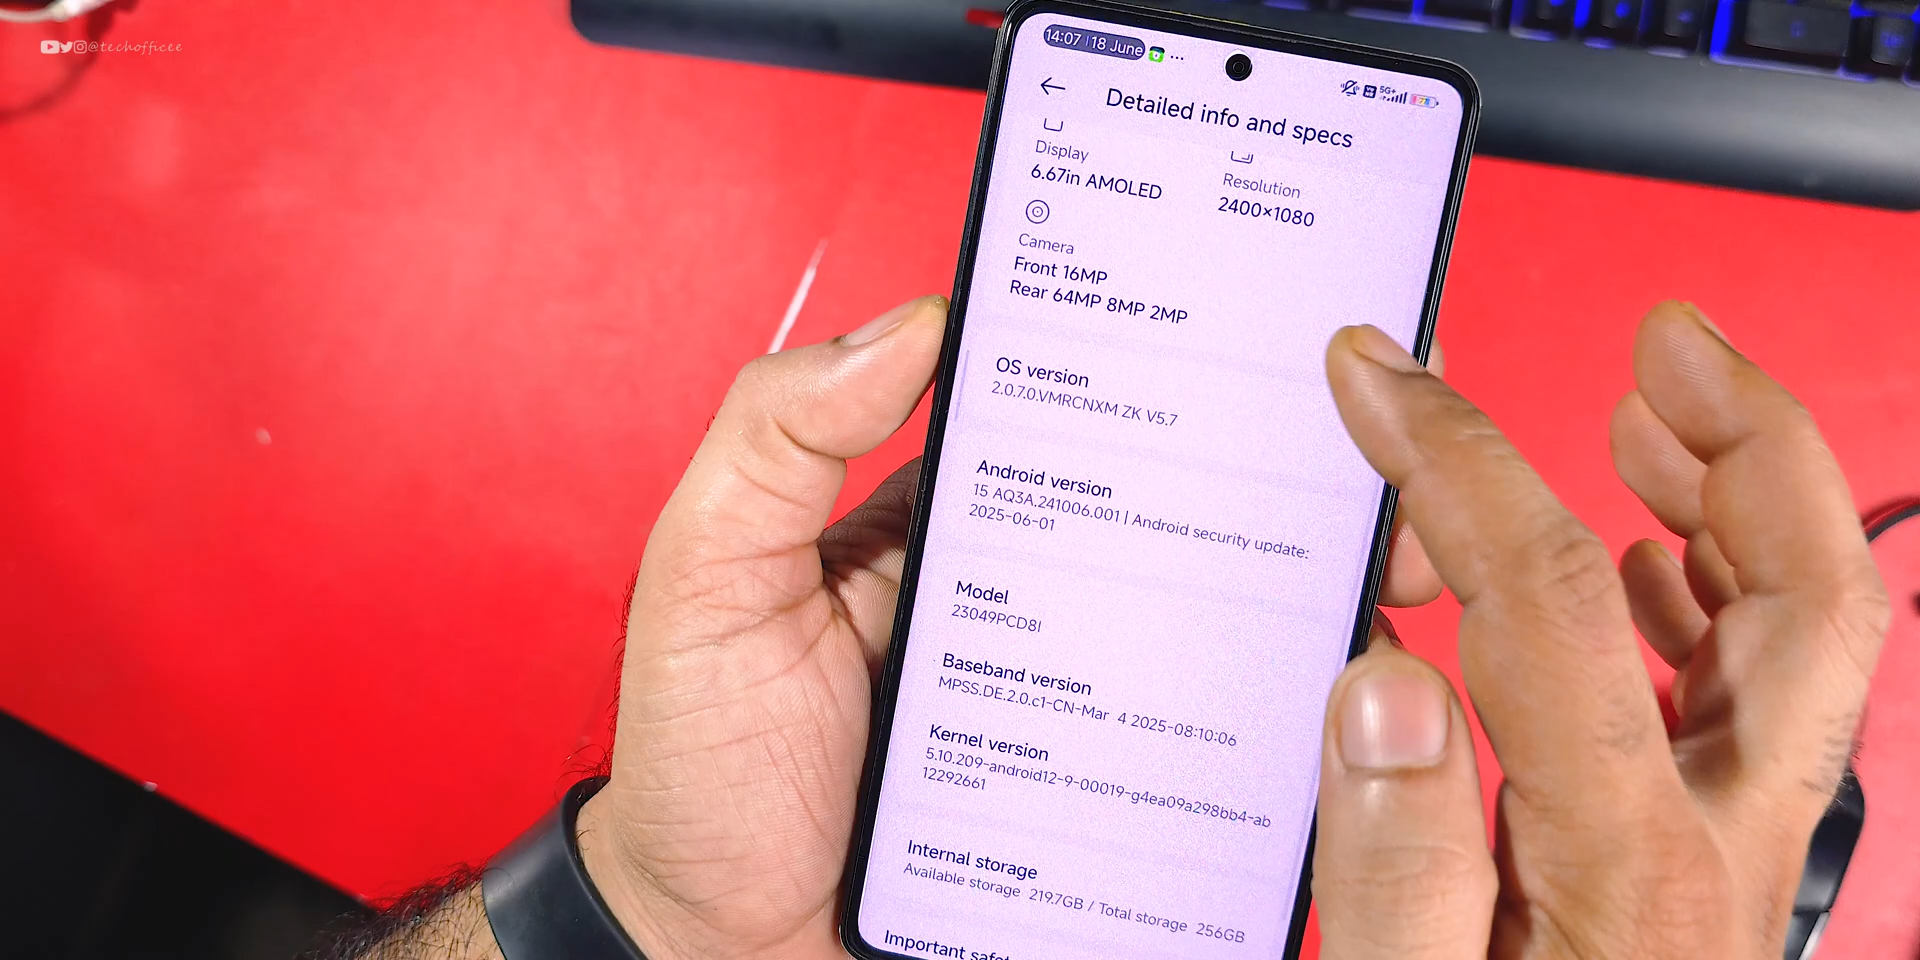 @techofficee
14:07 | 18 June ...
5G+
Detailed info and specs
Display
6.67in AMOLED
Resolution
2400×1080
Camera
Front 16MP
Rear 64MP 8MP 2MP
OS version
2.0.7.0.VMRCNXM ZK V5.7
Android version
15 AQ3A.241006.001 | Android security update:
2025-06-01
Model
23049PCD8I
Baseband version
MPSS.DE.2.0.c1-CN-Mar 4 2025-08:10:06
Kernel version
5.10.209-android12-9-00019-g4ea09a298bb4-ab
12292661
Internal storage
Available storage 219.7GB / Total storage 256GB
Important